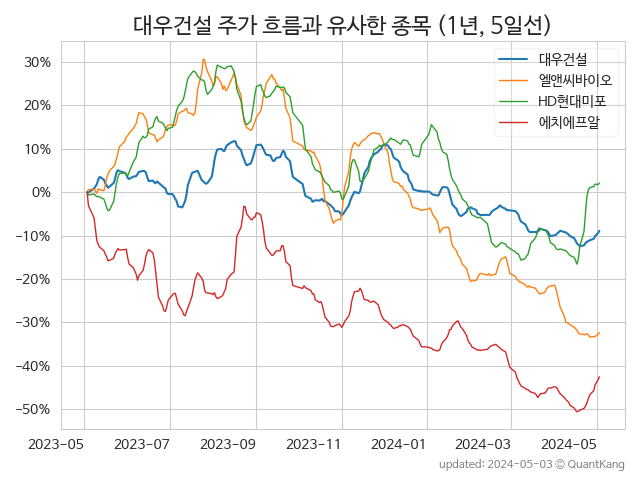 대우건설 주가 흐름과 유사한 종목 (1년, 5일선)
대우건설
엘앤씨바이오
HD현대미포
에치에프알
30%
20%
10%
0%
−10%
−20%
−30%
−40%
−50%
2023-05 2023-07 2023-09 2023-11 2024-01 2024-03 2024-05
updated: 2024-05-03 © QuantKang